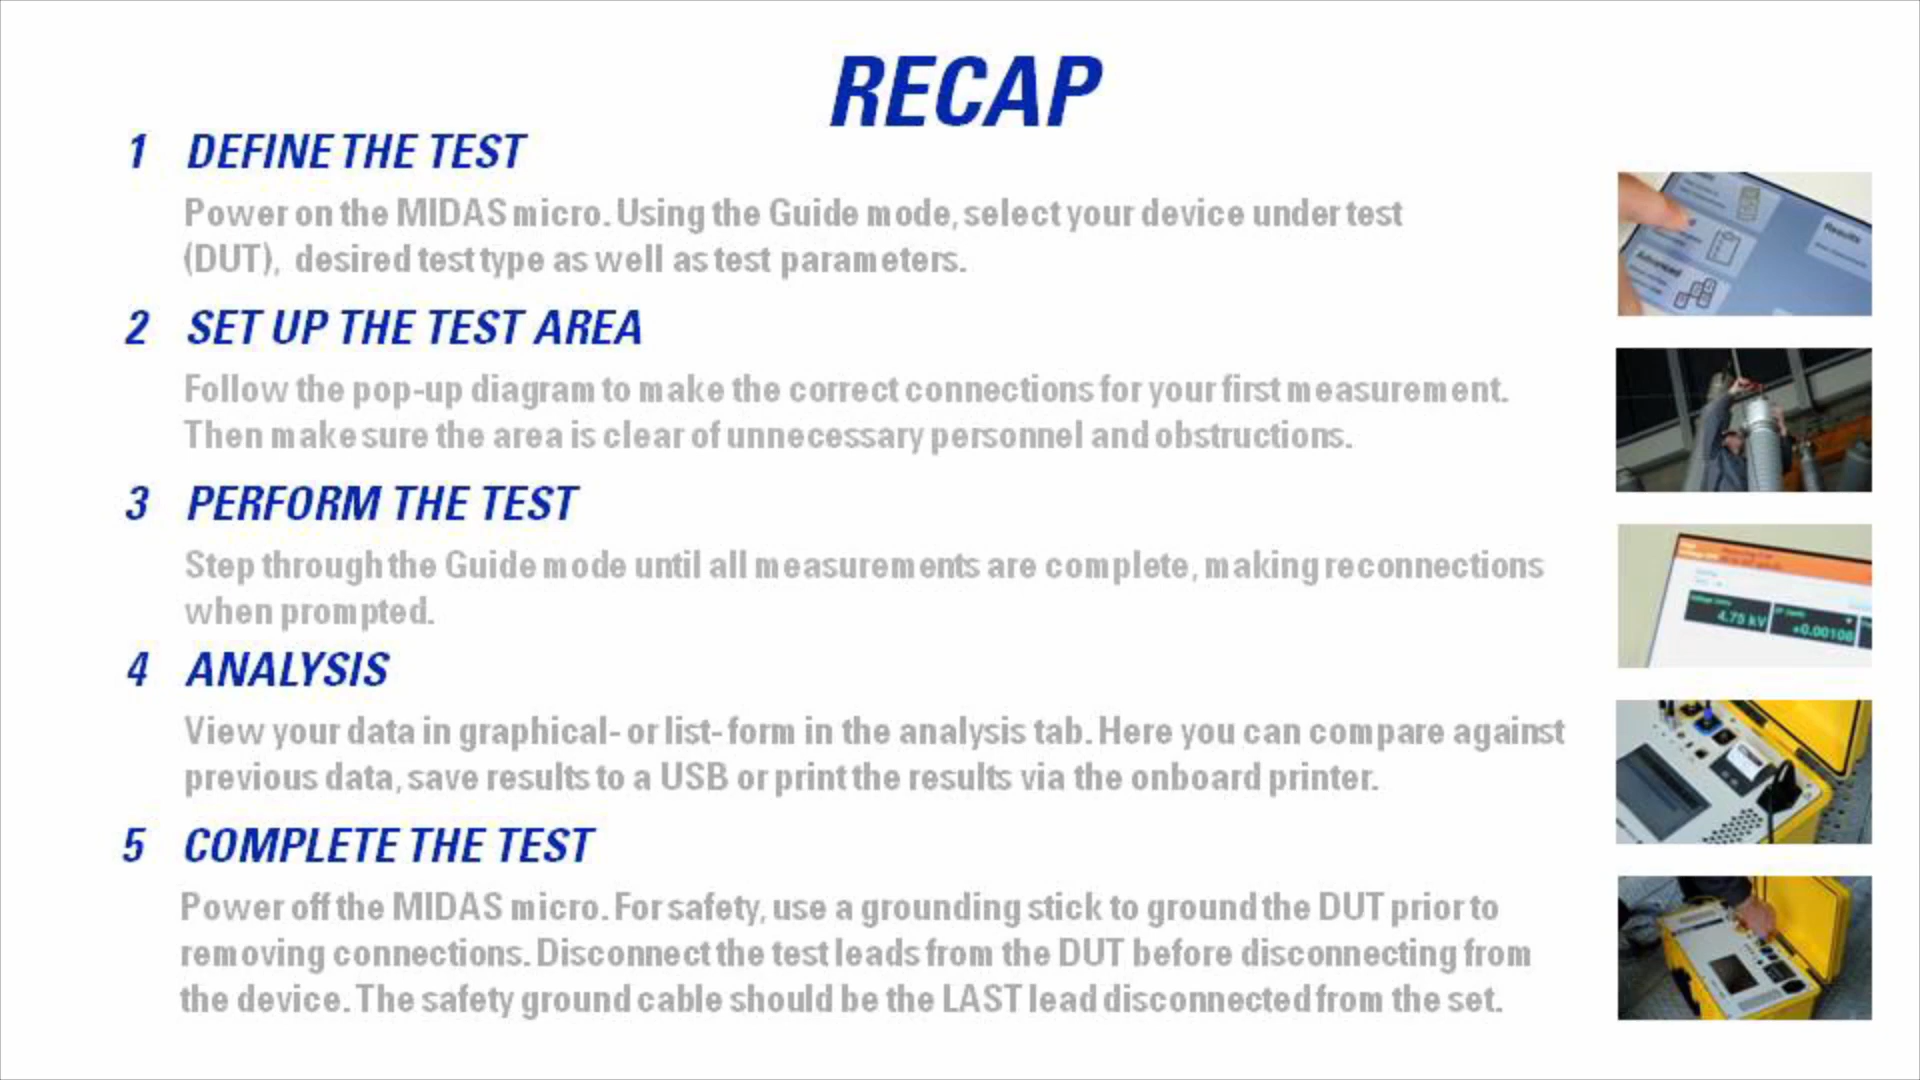 RECAP
1 DEFINE THE TEST
Power on the MIDAS micro. Using the Guide mode, select your device under test
(DUT), desired test type as well as test parameters.
2 SET UP THE TEST AREA
Follow the pop-up diagram to make the correct connections for your first measurement.
Then make sure the area is clear of unnecessary personnel and obstructions.
3 PERFORM THE TEST
Step through the Guide mode until all measurements are complete, making reconnections
when prompted.
4 ANALYSIS
View your data in graphical- or list-form in the analysis tab. Here you can compare against
previous data, save results to a USB or print the results via the onboard printer.
5 COMPLETE THE TEST
Power off the MIDAS micro. For safety, use a grounding stick to ground the DUT prior to
removing connections. Disconnect the test leads from the DUT before disconnecting from
the device. The safety ground cable should be the LAST lead disconnected from the set.
Results
Advanced
4.75 kV
+0.00108